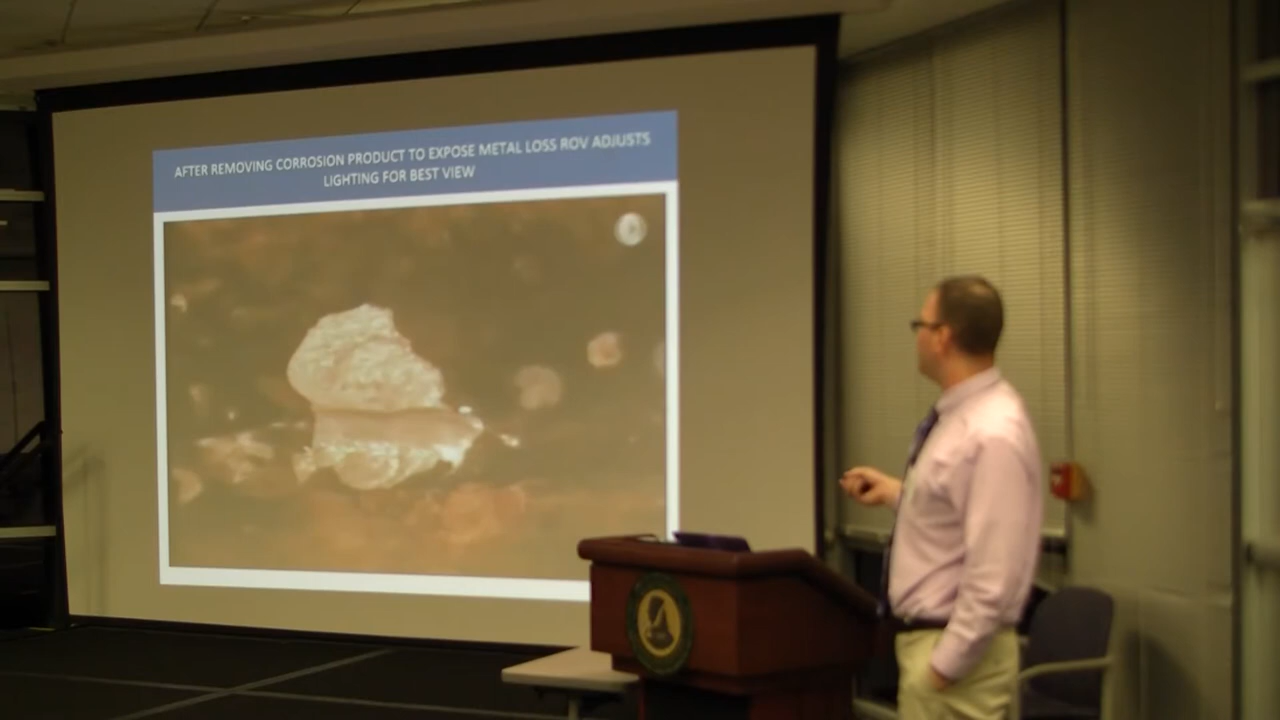 AFTER REMOVING CORROSION PRODUCT TO EXPOSE METAL LOSS ROV ADJUSTS
LIGHTING FOR BEST VIEW